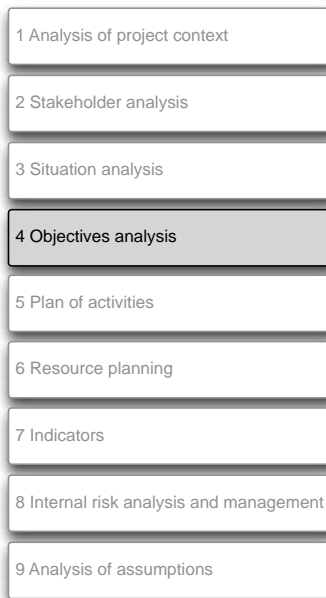 1 Analysis of project context
2 Stakeholder analysis
3 Situation analysis
4 Objectives analysis
5 Plan of activities
6 Resource planning
7 Indicators
8 Internal risk analysis and management
9 Analysis of assumptions